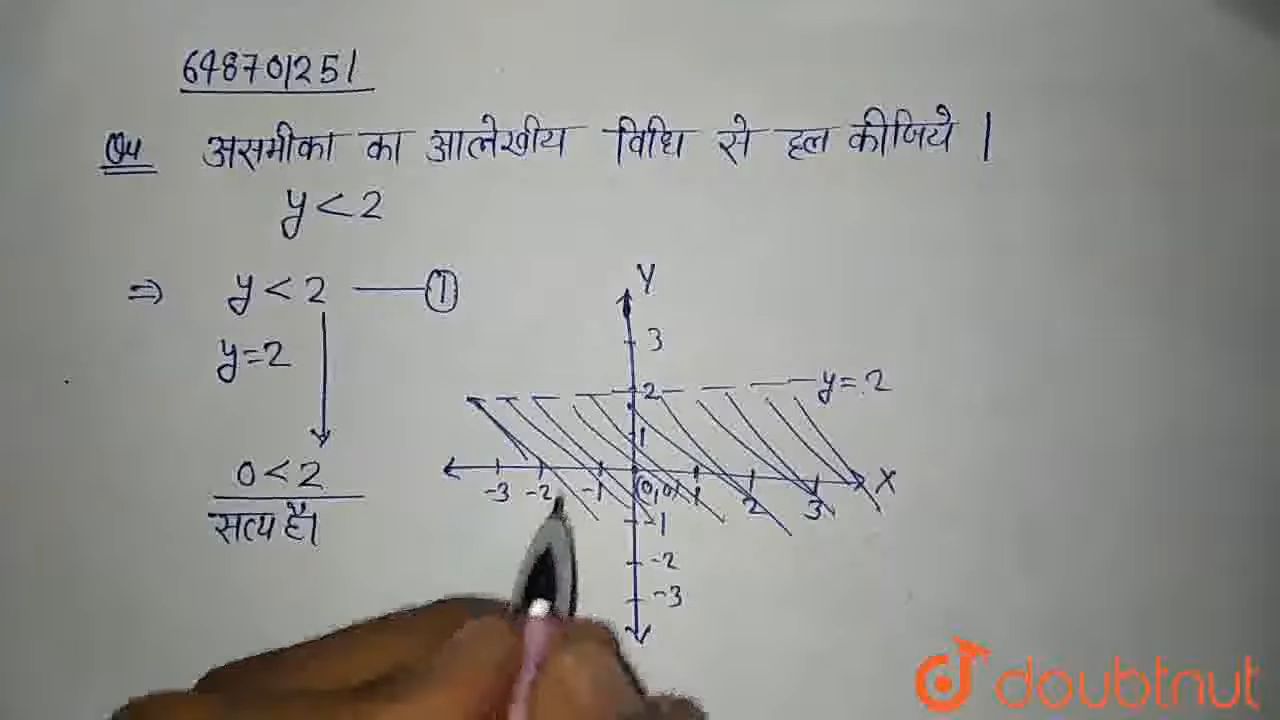 648701251
Qu असमीका का आलेखीय विधि से हल कीजिये |
y < 2
⇒ y < 2 — ①
y = 2
0 < 2
सत्य है।
Y
3
2
y = 2
1
X
-3 -2 -1 (0,0) 1 2 3
-1
-2
-3
doubtnut